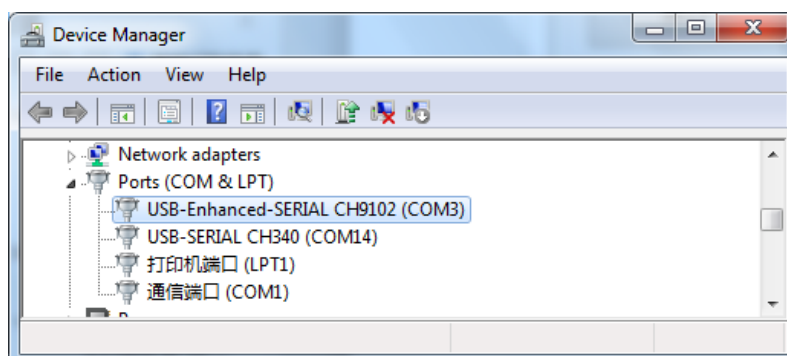 Device Manager
File Action View Help
Network adapters
Ports (COM & LPT)
USB-Enhanced-SERIAL CH9102 (COM3)
USB-SERIAL CH340 (COM14)
打印机端口 (LPT1)
通信端口 (COM1)